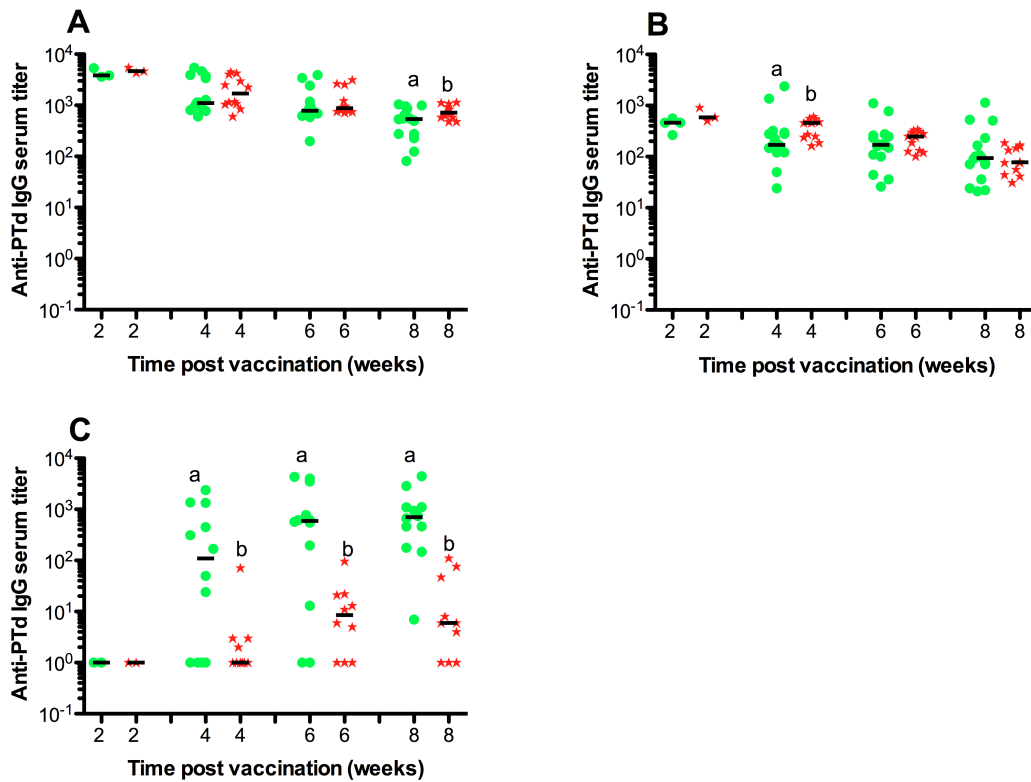 A
Anti-PTd IgG serum titer
10^4
10^3
10^2
10^1
10^0
10^-1
a b
2 2 4 4 6 6 8 8
Time post vaccination (weeks)
B
Anti-PTd IgG serum titer
10^4
10^3
10^2
10^1
10^0
10^-1
a
b
2 2 4 4 6 6 8 8
Time post vaccination (weeks)
C
Anti-PTd IgG serum titer
10^4
10^3
10^2
10^1
10^0
10^-1
a a a
b b b
2 2 4 4 6 6 8 8
Time post vaccination (weeks)